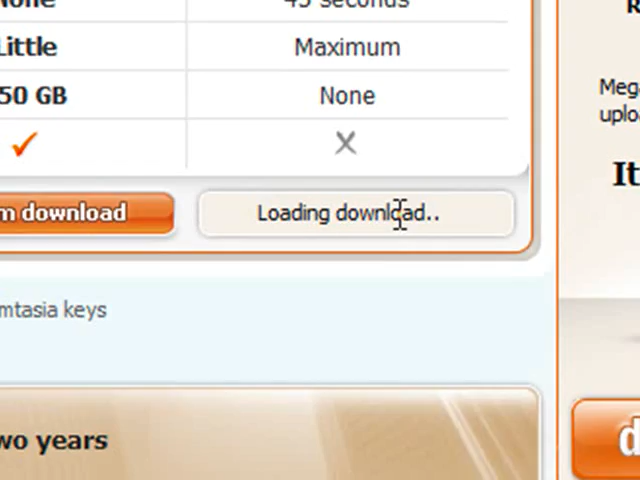 None 45 seconds
Little Maximum
50 GB None
m download Loading download..
Mega
uplo
It
mtasia keys
wo years
d